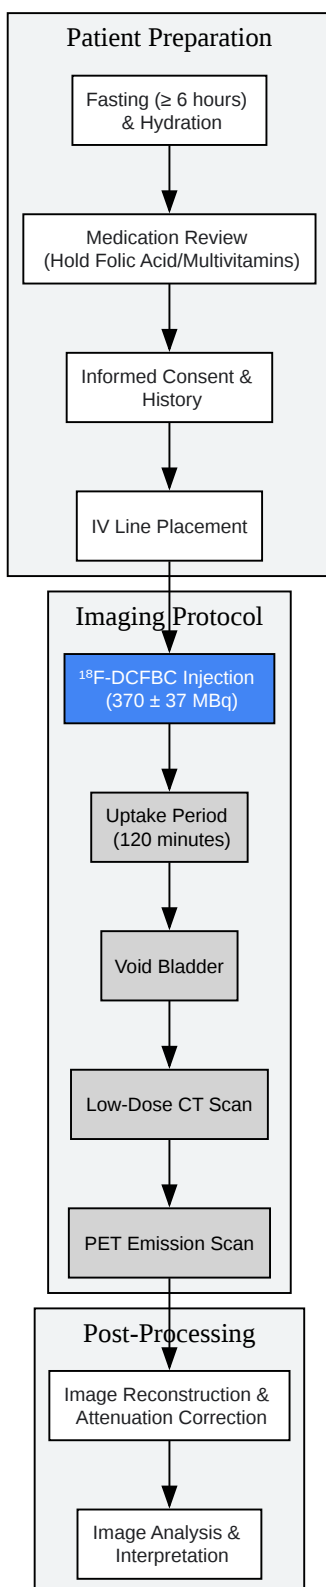 Patient Preparation
Fasting (≥ 6 hours)
& Hydration
Medication Review
(Hold Folic Acid/Multivitamins)
Informed Consent &
History
IV Line Placement
Imaging Protocol
¹⁸F-DCFBC Injection
(370 ± 37 MBq)
Uptake Period
(120 minutes)
Void Bladder
Low-Dose CT Scan
PET Emission Scan
Post-Processing
Image Reconstruction &
Attenuation Correction
Image Analysis &
Interpretation